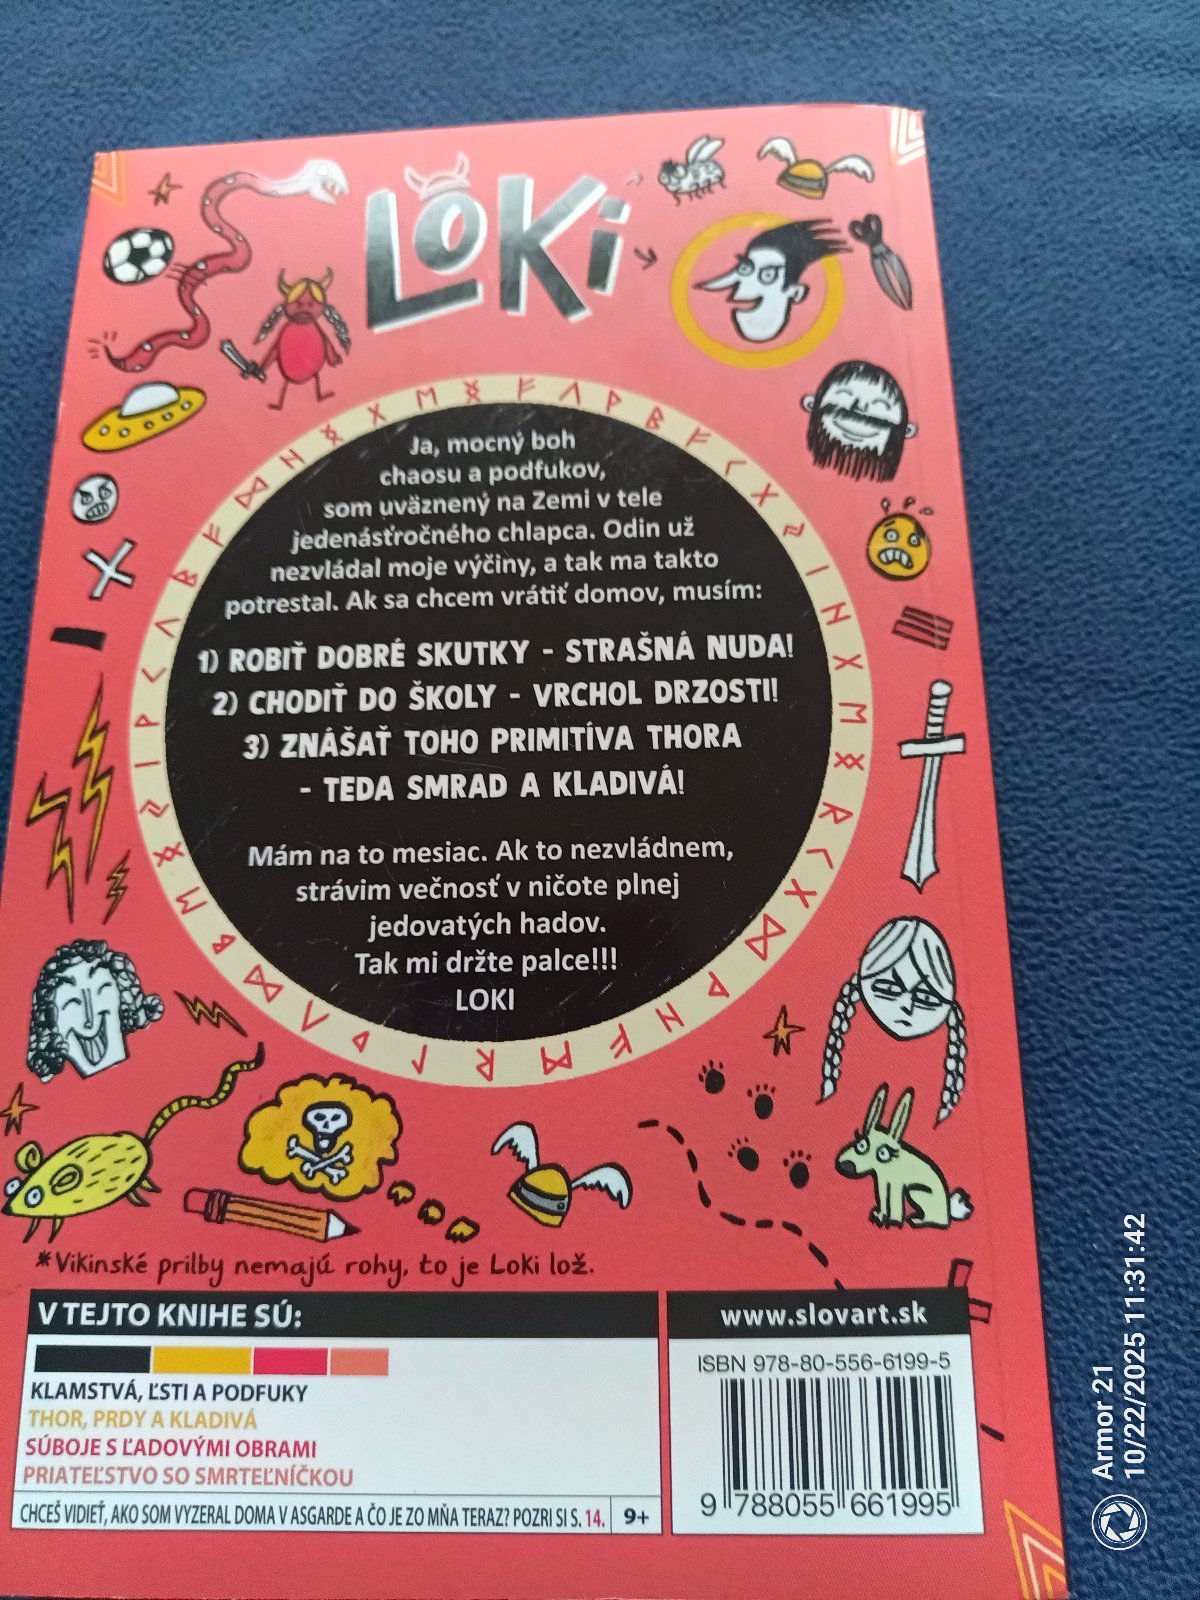 LOKI
Ja, mocný boh
chaosu a podfukov,
som uväznený na Zemi v tele
jedenásťročného chlapca. Odin už
nezvládal moje výčiny, a tak ma takto
potrestal. Ak sa chcem vrátiť domov, musím:
1) ROBIŤ DOBRÉ SKUTKY - STRAŠNÁ NUDA!
2) CHODIŤ DO ŠKOLY - VRCHOL DRZOSTI!
3) ZNÁŠAŤ TOHO PRIMITÍVA THORA
- TEDA SMRAD A KLADIVÁ!
Mám na to mesiac. Ak to nezvládnem,
strávim večnosť v ničote plnej
jedovatých hadov.
Tak mi držte palce!!!
LOKI
*Vikinské prilby nemajú rohy, to je Loki lož.
V TEJTO KNIHE SÚ:
KLAMSTVÁ, ĽSTI A PODFUKY
THOR, PRDY A KLADIVÁ
SÚBOJE S ĽADOVÝMI OBRAMI
PRIATEĽSTVO SO SMRTEĽNÍČKOU
CHCEŠ VIDIEŤ, AKO SOM VYZERAL DOMA V ASGARDE A ČO JE ZO MŇA TERAZ? POZRI SI S. 14.
9+
www.slovart.sk
ISBN 978-80-556-6199-5
9 788055 661995
Armor 21
10/22/2025 11:31:42